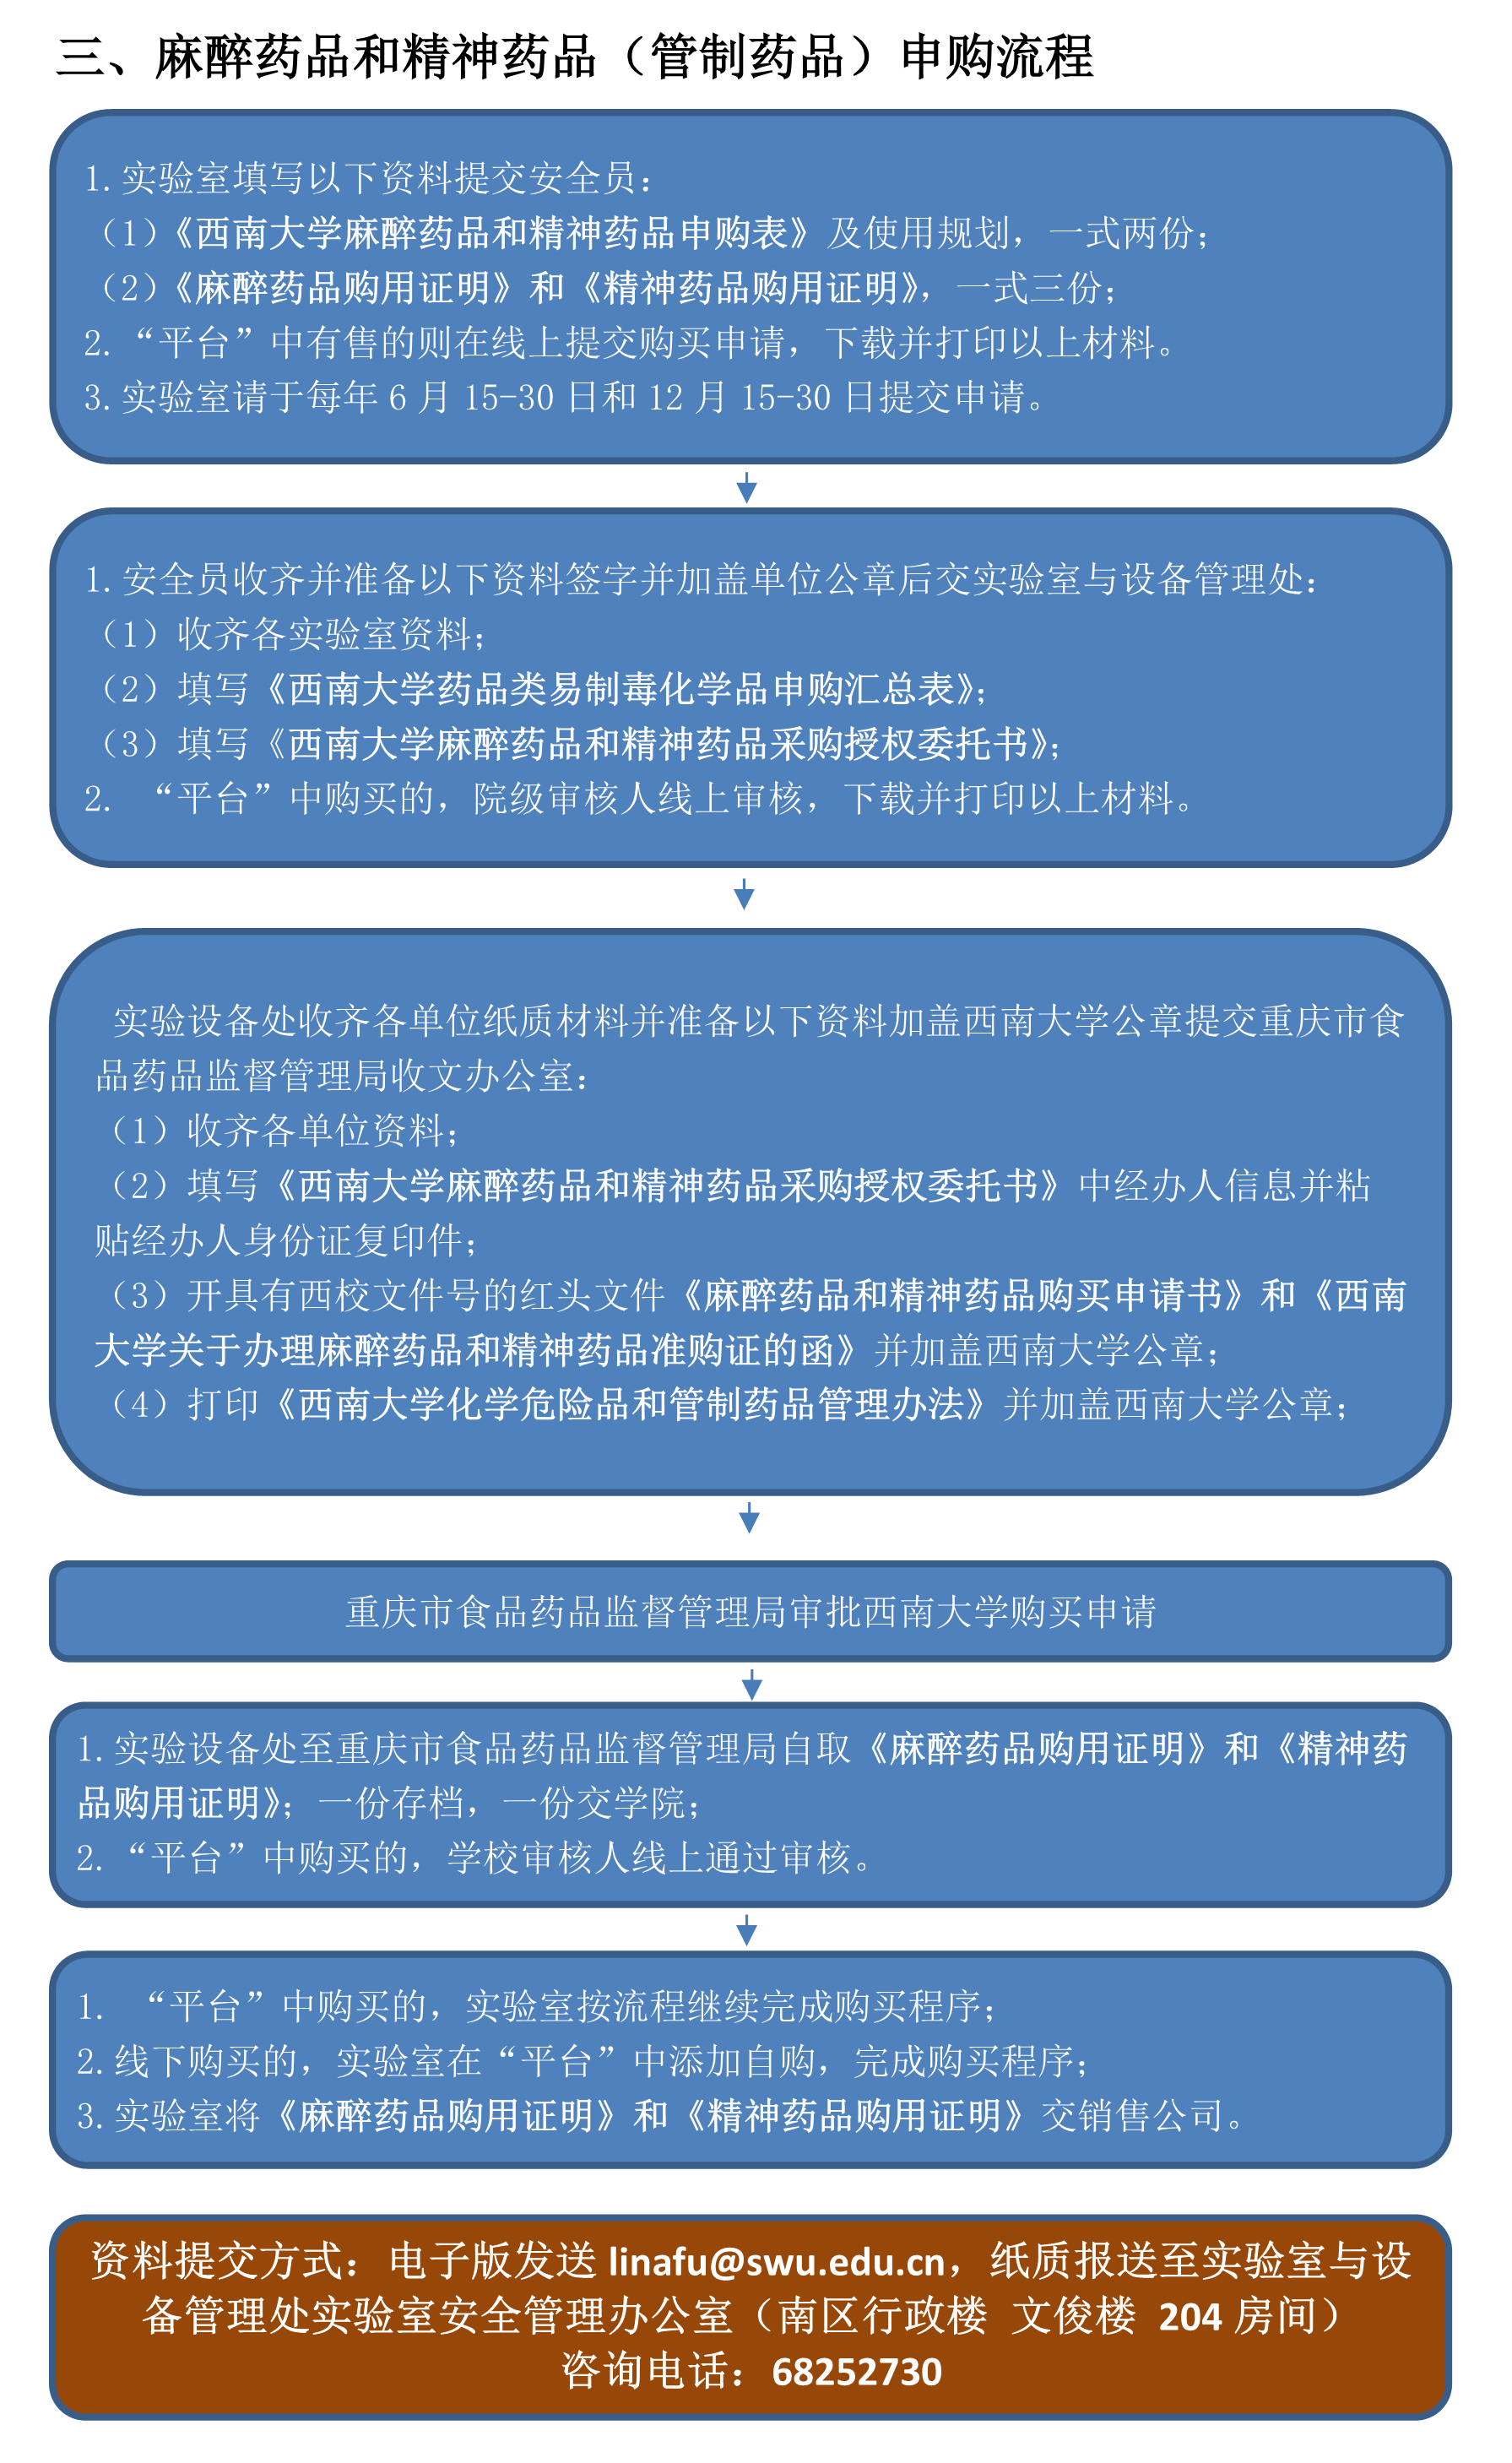 三、麻醉药品和精神药品（管制药品）申购流程
1.实验室填写以下资料提交安全员：
（1）《西南大学麻醉药品和精神药品申购表》及使用规划，一式两份；
（2）《麻醉药品购用证明》和《精神药品购用证明》，一式三份；
2.“平台”中有售的则在线上提交购买申请，下载并打印以上材料。
3.实验室请于每年 6 月 15-30 日和 12 月 15-30 日提交申请。
1.安全员收齐并准备以下资料签字并加盖单位公章后交实验室与设备管理处：
（1）收齐各实验室资料；
（2）填写《西南大学药品类易制毒化学品申购汇总表》；
（3）填写《西南大学麻醉药品和精神药品采购授权委托书》；
2. “平台”中购买的，院级审核人线上审核，下载并打印以上材料。
实验设备处收齐各单位纸质材料并准备以下资料加盖西南大学公章提交重庆市食
品药品监督管理局收文办公室：
（1）收齐各单位资料；
（2）填写《西南大学麻醉药品和精神药品采购授权委托书》中经办人信息并粘
贴经办人身份证复印件；
（3）开具有西校文件号的红头文件《麻醉药品和精神药品购买申请书》和《西南
大学关于办理麻醉药品和精神药品准购证的函》并加盖西南大学公章；
（4）打印《西南大学化学危险品和管制药品管理办法》并加盖西南大学公章；
重庆市食品药品监督管理局审批西南大学购买申请
1.实验设备处至重庆市食品药品监督管理局自取《麻醉药品购用证明》和《精神药
品购用证明》；一份存档，一份交学院；
2.“平台”中购买的，学校审核人线上通过审核。
1. “平台”中购买的，实验室按流程继续完成购买程序；
2.线下购买的，实验室在“平台”中添加自购，完成购买程序；
3.实验室将《麻醉药品购用证明》和《精神药品购用证明》交销售公司。
资料提交方式：电子版发送 linafu@swu.edu.cn，纸质报送至实验室与设
备管理处实验室安全管理办公室（南区行政楼 文俊楼 204 房间）
咨询电话：68252730